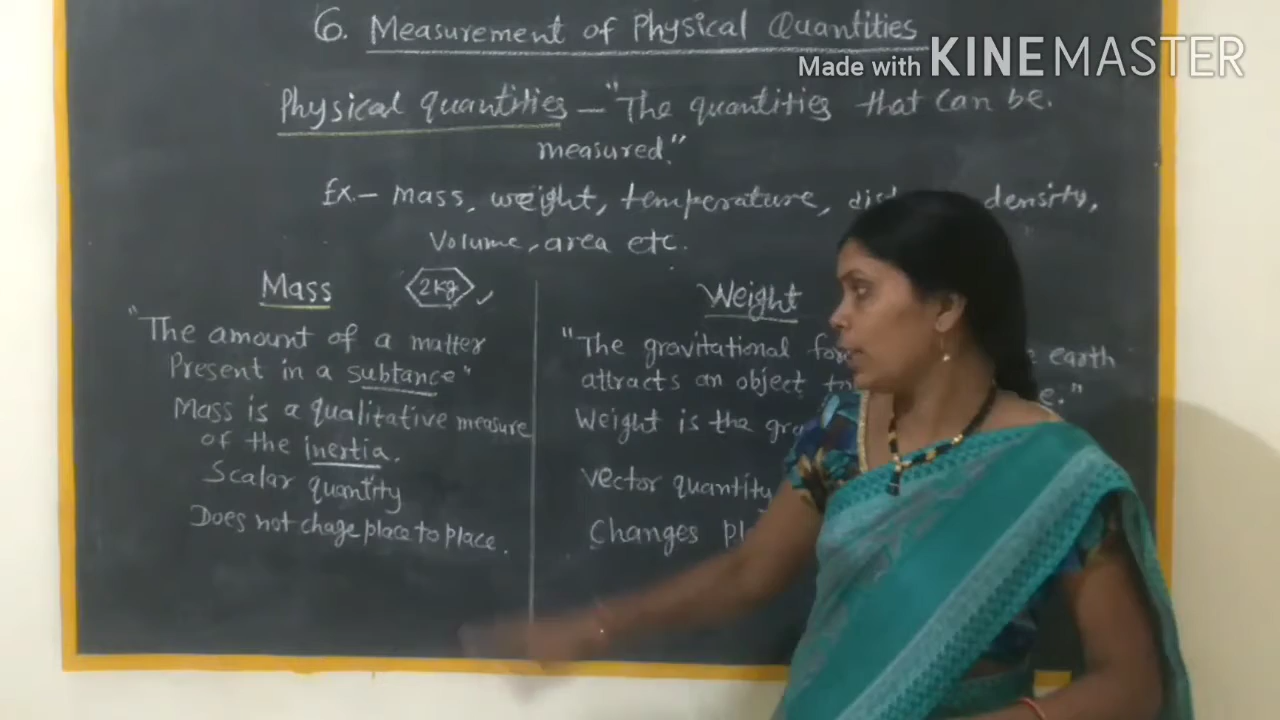 6. Measurement of Physical Quantities
Made with KINEMASTER
Physical quantities – "The quantities that can be.
measured."
Ex.– Mass, weight, temperature, density,
Volume, area etc.
Mass
2kg
"The amount of a matter
Present in a subtance"
Mass is a qualitative measure
of the inertia.
Scalar quantity
Does not chage place to place.
Weight
"The gravitational earth
attracts an object
Weight is the
Vector quantity
Changes